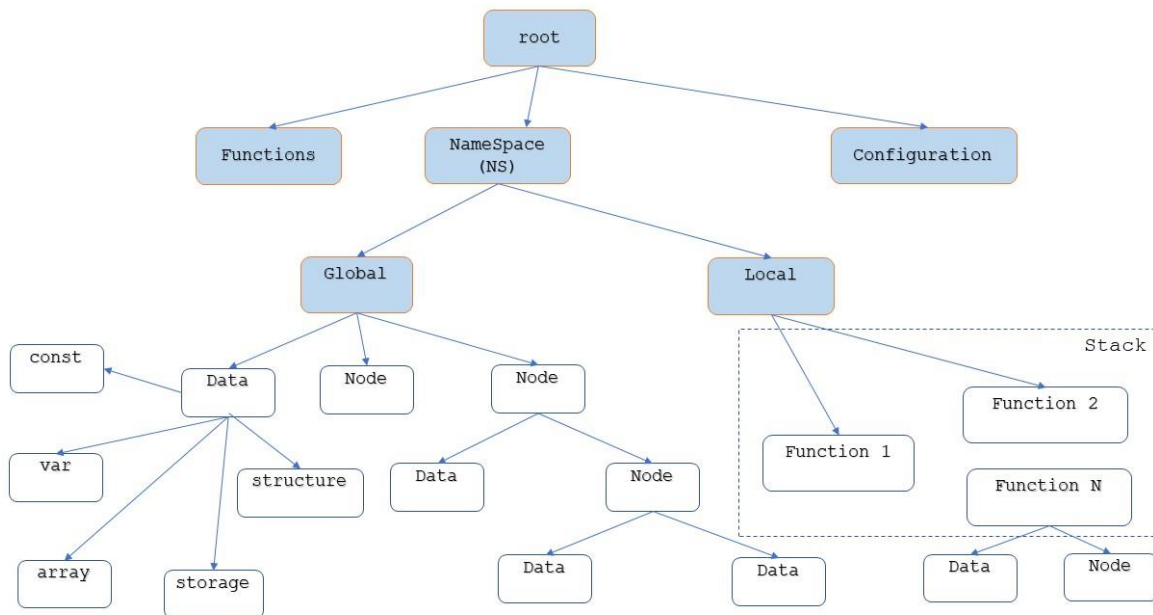 root
Functions
NameSpace
(NS)
Configuration
Global
Local
Stack
const
Data
Node
Node
Function 2
var
Data
structure
Node
Function 1
Function N
array
storage
Data
Data
Data
Node